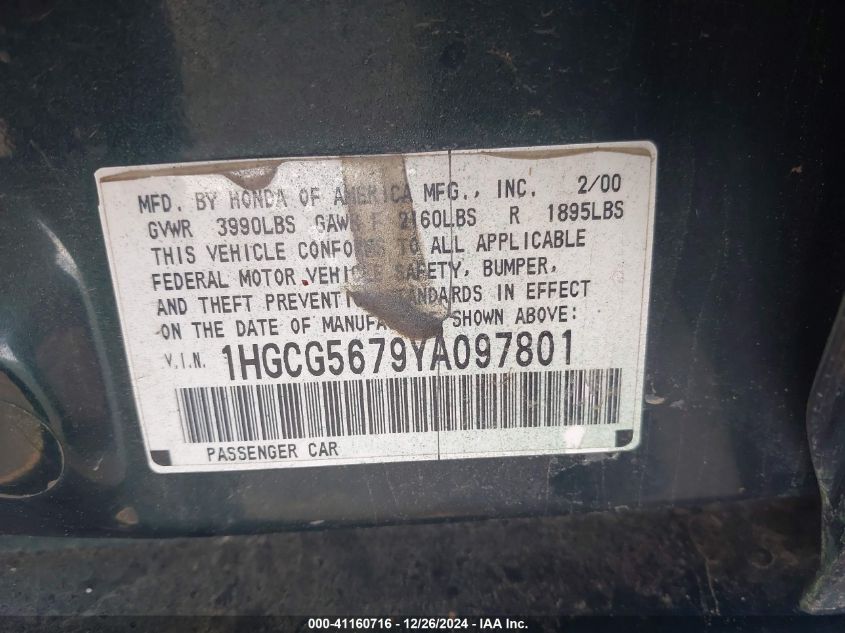 MFD. BY HONDA OF AMERICA MFG., INC. 2/00
GVWR 3990LBS GAWR F 2160LBS R 1895LBS
THIS VEHICLE CONFORMS TO ALL APPLICABLE
FEDERAL MOTOR VEHICLE SAFETY, BUMPER,
AND THEFT PREVENTION STANDARDS IN EFFECT
ON THE DATE OF MANUFA SHOWN ABOVE:
V.I.N. 1HGCG5679YA097801
PASSENGER CAR
000-41160716 - 12/26/2024 - IAA Inc.